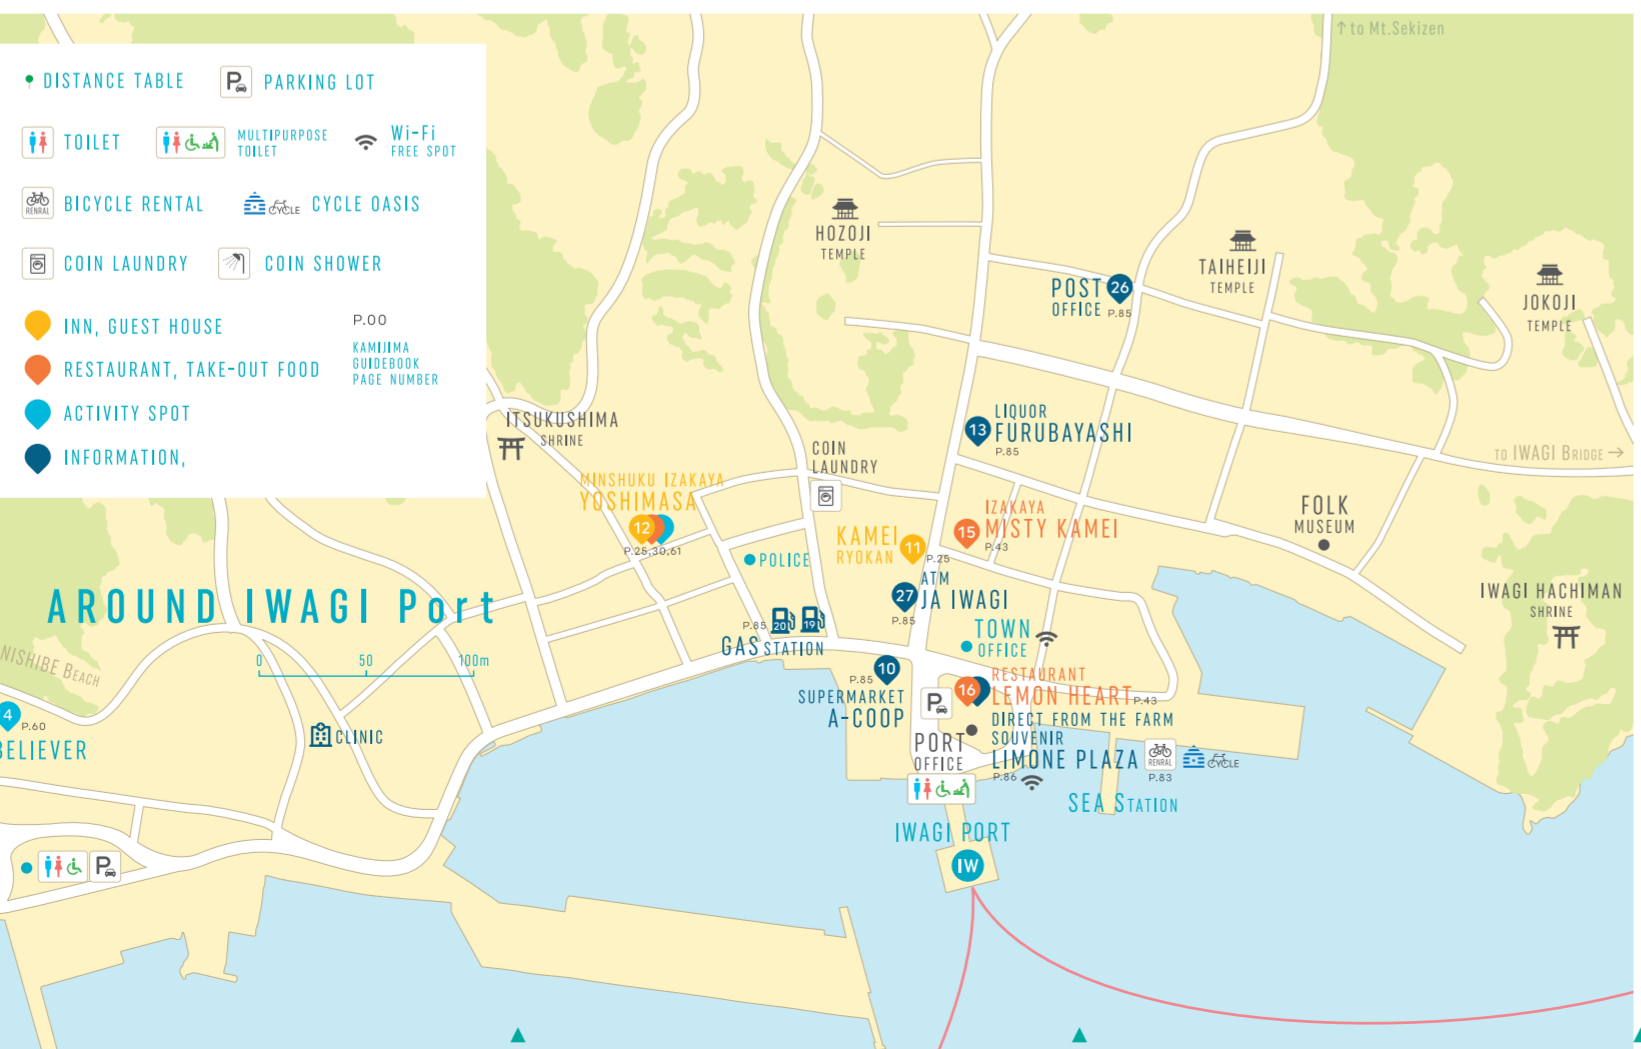 ↑ to Mt.Sekizen
DISTANCE TABLE
P PARKING LOT
TOILET
MULTIPURPOSE
TOILET
Wi-Fi
FREE SPOT
RENRAL BICYCLE RENTAL
CYCLE CYCLE OASIS
COIN LAUNDRY
COIN SHOWER
INN, GUEST HOUSE
RESTAURANT, TAKE-OUT FOOD
ACTIVITY SPOT
INFORMATION,
P.00
KAMIJIMA
GUIDEBOOK
PAGE NUMBER
HOZOJI
TEMPLE
TAIHEIJI
TEMPLE
JOKOJI
TEMPLE
POST
OFFICE P.85
26
ITSUKUSHIMA
SHRINE
13
LIQUOR
FURUBAYASHI
P.85
COIN
LAUNDRY
TO IWAGI BRIDGE →
MINSHUKU IZAKAYA
YOSHIMASA
12
P.25,30,61
FOLK
MUSEUM
15
IZAKAYA
MISTY KAMEI
P.43
KAMEI
RYOKAN
11
P.25
POLICE
27
ATM
JA IWAGI
P.85
IWAGI HACHIMAN
SHRINE
AROUND IWAGI Port
0 50 100m
NISHIBE BEACH
P.85 20 19
GAS STATION
TOWN
OFFICE
10
P.85
SUPERMARKET
A-COOP
16
RESTAURANT
LEMON HEART P.43
P
DIRECT FROM THE FARM
SOUVENIR
LIMONE PLAZA
P.86
RENRAL
P.83
CYCLE
PORT
OFFICE
SEA STATION
4
P.60
BELIEVER
CLINIC
IWAGI PORT
IW
P